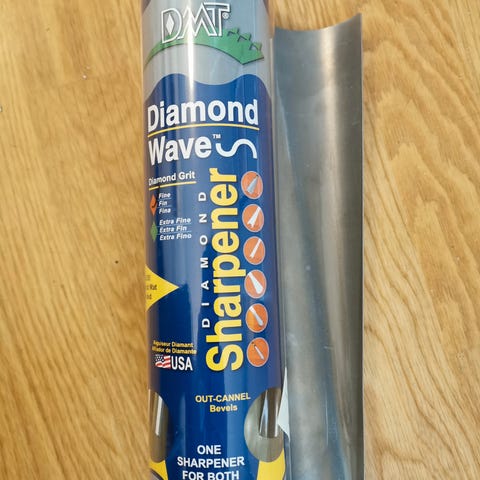 DMT®
Diamond
Wave™
Diamond Grit
Fine
Fin
Fina
Extra Fine
Extra Fin
Extra Fino
DIAMOND
Sharpener
Aiguiseur Diamant
Afilador de Diamante
USA
OUT-CANNEL
Bevels
ONE
SHARPENER
FOR BOTH